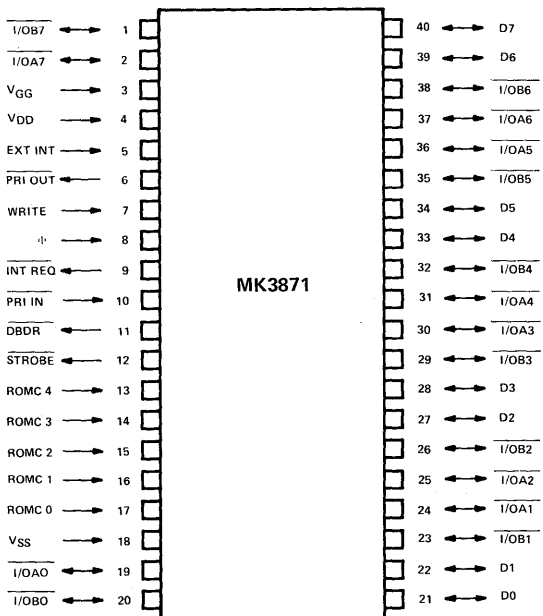 I/OB7 1 40 D7
I/OA7 2 39 D6
VGG 3 38 I/OB6
VDD 4 37 I/OA6
EXT INT 5 36 I/OA5
PRI OUT 6 35 I/OB5
WRITE 7 34 D5
Φ 8 33 D4
INT REQ 9 32 I/OB4
MK3871
PRI IN 10 31 I/OA4
DBDR 11 30 I/OA3
STROBE 12 29 I/OB3
ROMC 4 13 28 D3
ROMC 3 14 27 D2
ROMC 2 15 26 I/OB2
ROMC 1 16 25 I/OA2
ROMC 0 17 24 I/OA1
VSS 18 23 I/OB1
I/OA0 19 22 D1
I/OB0 20 21 D0